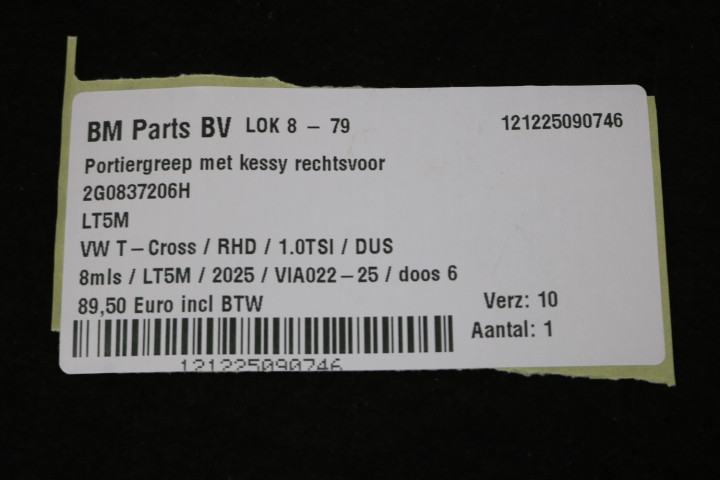 BM Parts BV LOK 8 – 79 121225090746
Portiergreep met kessy rechtsvoor
2G0837206H
LT5M
VW T–Cross / RHD / 1.0TSI / DUS
8mls / LT5M / 2025 / VIA022–25 / doos 6
89,50 Euro incl BTW Verz: 10
Aantal: 1
121225090746